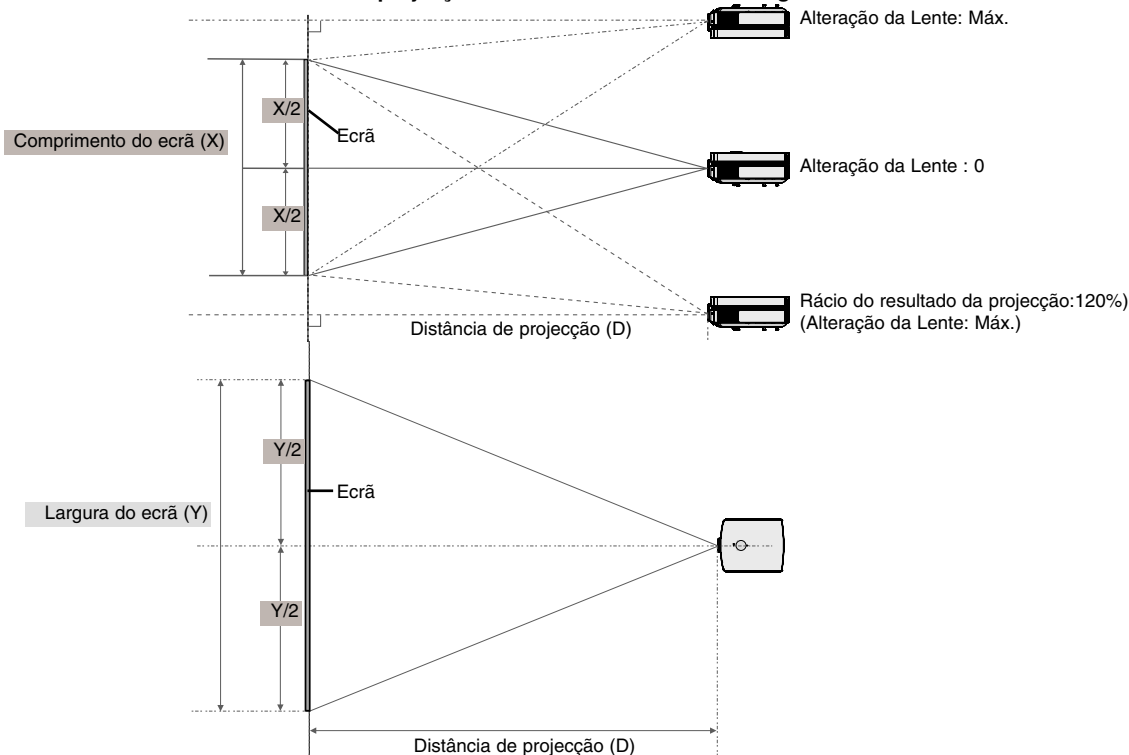 Alteração da Lente: Máx.
X/2
Ecrã
Comprimento do ecrã (X)
Alteração da Lente : 0
X/2
Rácio do resultado da projecção:120%)
(Alteração da Lente: Máx.)
Distância de projecção (D)
Y/2
Ecrã
Largura do ecrã (Y)
Y/2
Distância de projecção (D)